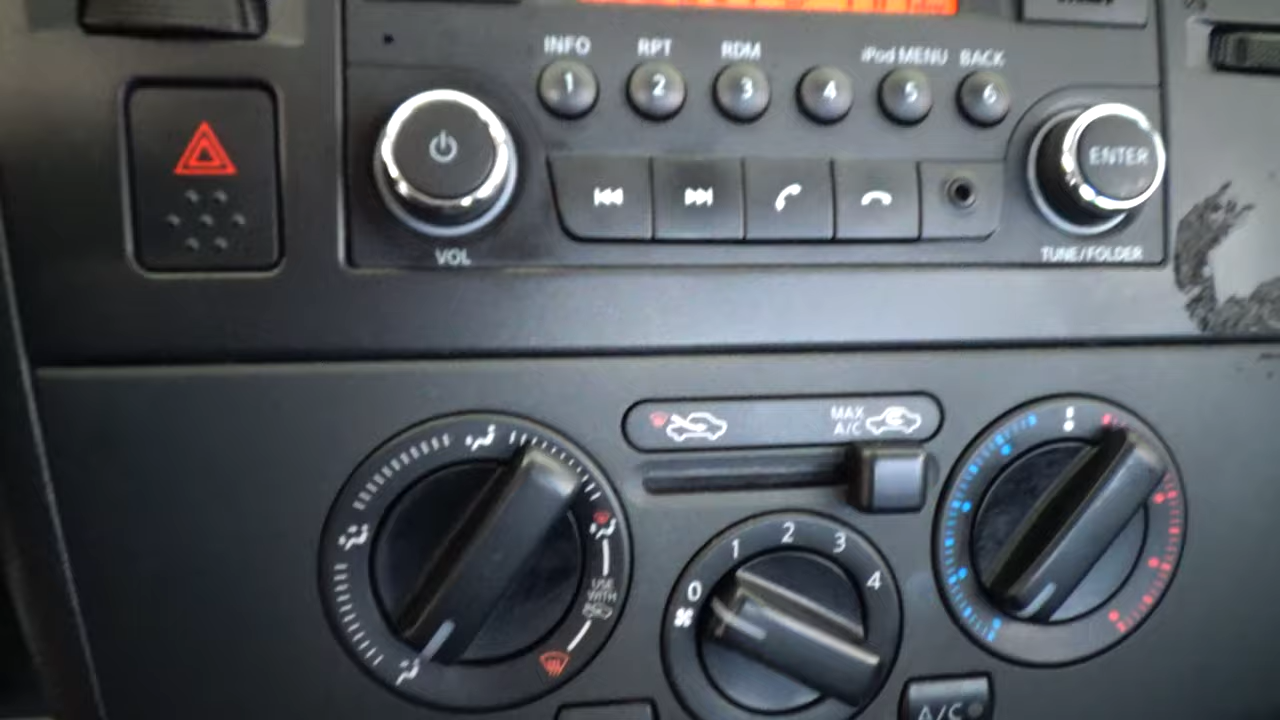 INFO RPT RDM iPod MENU BACK
1 2 3 4 5 6
ENTER
VOL
TUNE/FOLDER
MAX
A/C
0 1 2 3 4
USE
WITH
A/C